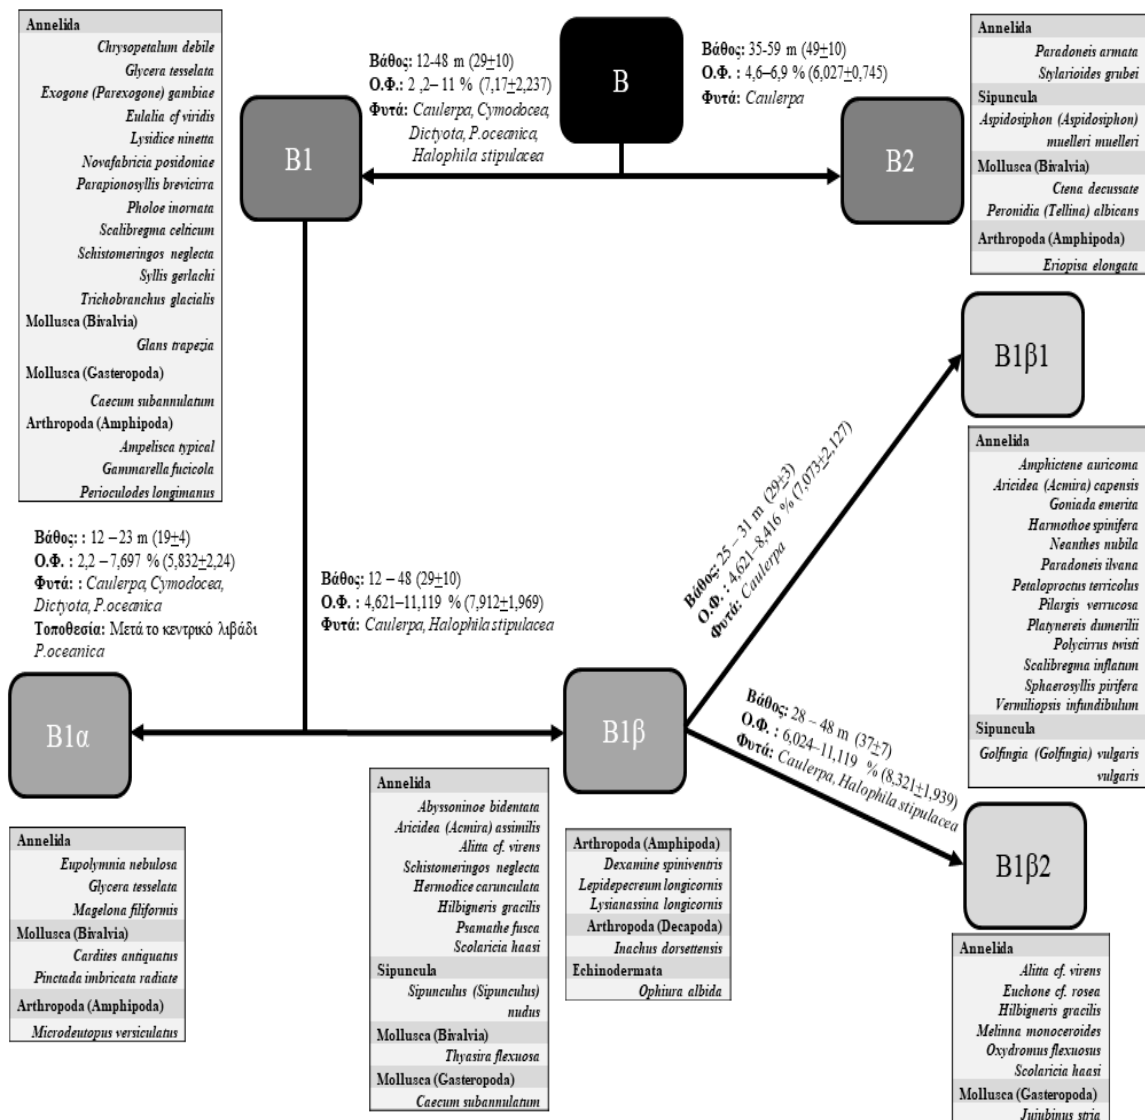 Annelida
Chrysopetalum debile
Glycera tesselata
Exogone (Parexogone) gambiae
Eulalia cf viridis
Lysidice ninetta
Novafabricia posidoniae
Parapionosyllis brevicirra
Pholoe inornata
Scalibregma celticum
Schistomeringos neglecta
Syllis gerlachi
Trichobranchus glacialis
Mollusca (Bivalvia)
Glans trapezia
Mollusca (Gasteropoda)
Caecum subannulatum
Arthropoda (Amphipoda)
Ampelisca typical
Gammarella fucicola
Perioculodes longimanus
B1
Βάθος: 12-48 m (29±10)
Ο.Φ.: 2 ,2– 11 % (7,17±2,237)
Φυτά: Caulerpa, Cymodocea,
Dictyota, P.oceanica,
Halophila stipulacea
B
Βάθος: 35-59 m (49±10)
Ο.Φ. : 4,6–6,9 % (6,027±0,745)
Φυτά: Caulerpa
B2
Annelida
Paradoneis armata
Stylarioides grubei
Sipuncula
Aspidosiphon (Aspidosiphon)
muelleri muelleri
Mollusca (Bivalvia)
Ctena decussate
Peronidia (Tellina) albicans
Arthropoda (Amphipoda)
Eriopisa elongata
Βάθος: : 12 – 23 m (19±4)
Ο.Φ. : 2,2 – 7,697 % (5,832±2,24)
Φυτά: : Caulerpa, Cymodocea,
Dictyota, P.oceanica
Τοποθεσία: Μετά το κεντρικό λιβάδι
P.oceanica
Βάθος: 12 – 48 (29±10)
Ο.Φ. : 4,621–11,119 % (7,912±1,969)
Φυτά: Caulerpa, Halophila stipulacea
Βάθος: 25 – 31 m (29±3)
Ο.Φ. : 4,621–8,416 % (7,073±2,127)
Φυτά: Caulerpa
B1β1
Annelida
Amphictene auricoma
Aricidea (Acmira) capensis
Goniada emerita
Harmothoe spinifera
Neanthes nubila
Paradoneis ilvana
Petaloproctus terricolus
Pilargis verrucosa
Platynereis dumerilii
Polycirrus twisti
Scalibregma inflatum
Sphaerosyllis pirifera
Vermiliopsis infundibulum
Sipuncula
Golfingia (Golfingia) vulgaris
vulgaris
B1α
Annelida
Eupolymnia nebulosa
Glycera tesselata
Magelona filiformis
Mollusca (Bivalvia)
Cardites antiquatus
Pinctada imbricata radiate
Arthropoda (Amphipoda)
Microdeutopus versiculatus
B1β
Annelida
Abyssoninoe bidentata
Aricidea (Acmira) assimilis
Alitta cf. virens
Schistomeringos neglecta
Hermodice carunculata
Hilbigneris gracilis
Psamathe fusca
Scolaricia haasi
Sipuncula
Sipunculus (Sipunculus)
nudus
Mollusca (Bivalvia)
Thyasira flexuosa
Mollusca (Gasteropoda)
Caecum subannulatum
Arthropoda (Amphipoda)
Dexamine spiniventris
Lepidepecreum longicornis
Lysianassina longicornis
Arthropoda (Decapoda)
Inachus dorsettensis
Echinodermata
Ophiura albida
Βάθος: 28 – 48 m (37±7)
Ο.Φ. : 6,024–11,119 % (8,321±1,939)
Φυτά: Caulerpa, Halophila stipulacea
B1β2
Annelida
Alitta cf. virens
Euchone cf. rosea
Hilbigneris gracilis
Melinna monoceroides
Oxydromus flexuosus
Scolaricia haasi
Mollusca (Gasteropoda)
Jujubinus stria